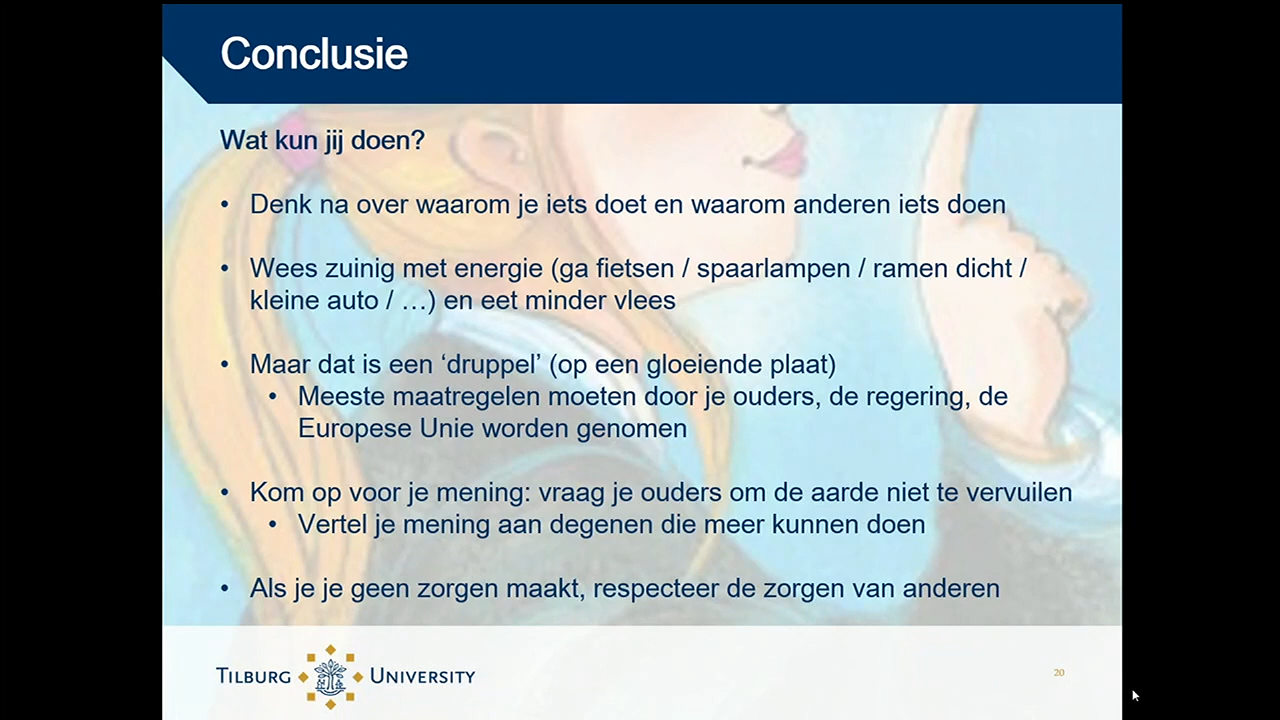 Conclusie
Wat kun jij doen?
• Denk na over waarom je iets doet en waarom anderen iets doen
• Wees zuinig met energie (ga fietsen / spaarlampen / ramen dicht /
kleine auto / …) en eet minder vlees
• Maar dat is een ‘druppel’ (op een gloeiende plaat)
• Meeste maatregelen moeten door je ouders, de regering, de
Europese Unie worden genomen
• Kom op voor je mening: vraag je ouders om de aarde niet te vervuilen
• Vertel je mening aan degenen die meer kunnen doen
• Als je je geen zorgen maakt, respecteer de zorgen van anderen
TILBURG UNIVERSITY
20